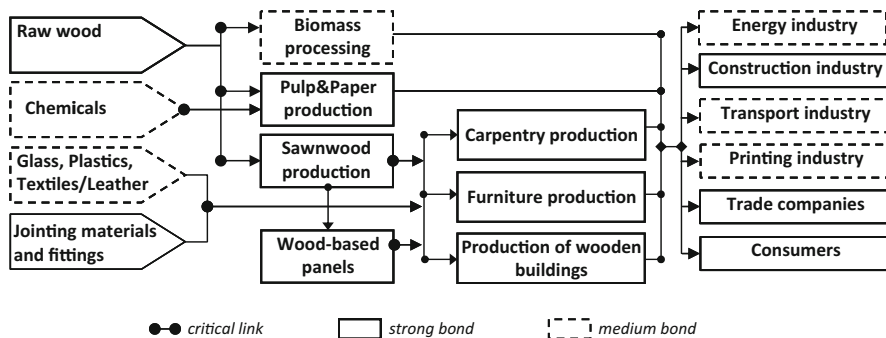 Raw wood
Chemicals
Glass, Plastics,
Textiles/Leather
Jointing materials
and fittings
Biomass
processing
Pulp&Paper
production
Sawnwood
production
Wood-based
panels
Carpentry production
Furniture production
Production of wooden
buildings
Energy industry
Construction industry
Transport industry
Printing industry
Trade companies
Consumers
critical link
strong bond
medium bond